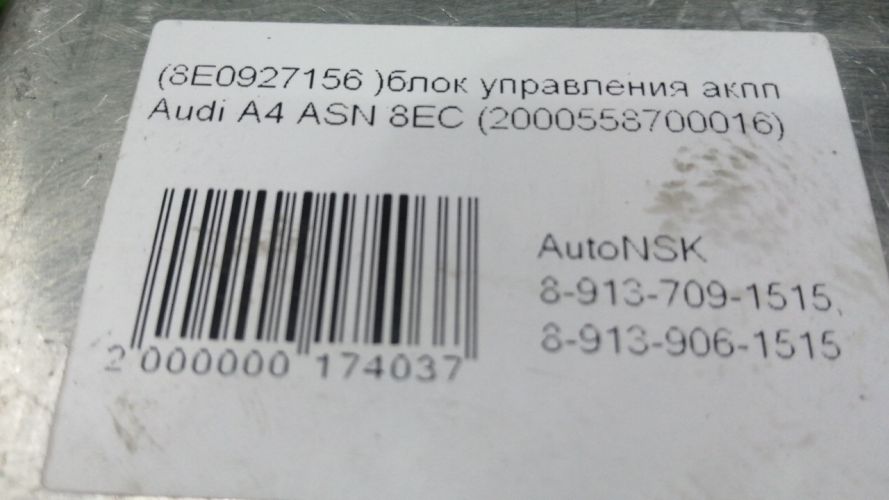 (8E0927156 )блок управления акпп
Audi A4 ASN 8EC (2000558700016)
AutoNSK
8-913-709-1515,
8-913-906-1515
2 000000 174037